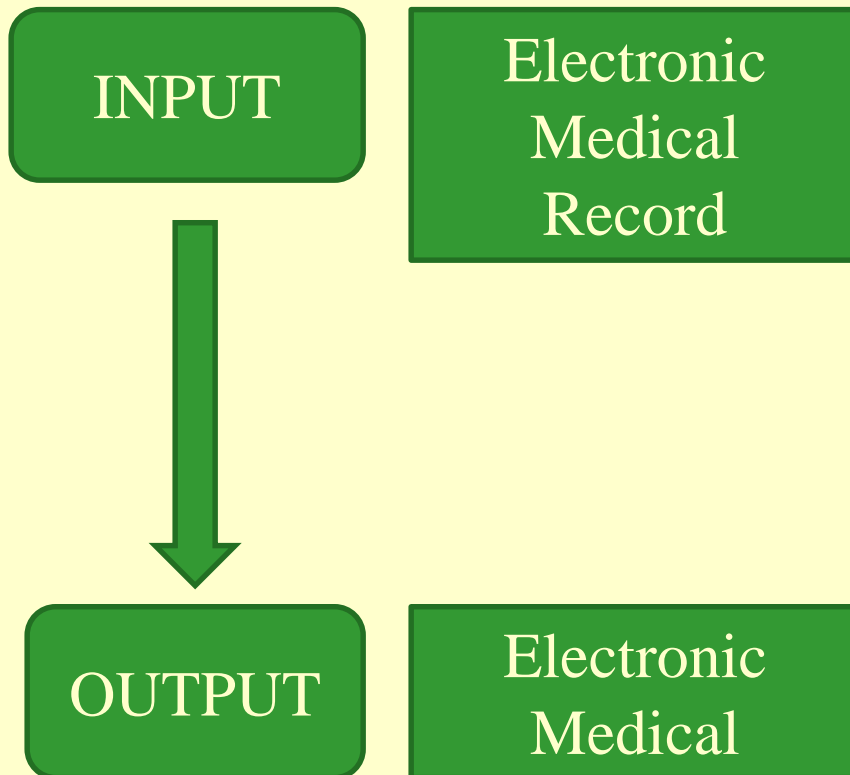 INPUT
Electronic
Medical
Record
OUTPUT
Electronic
Medical